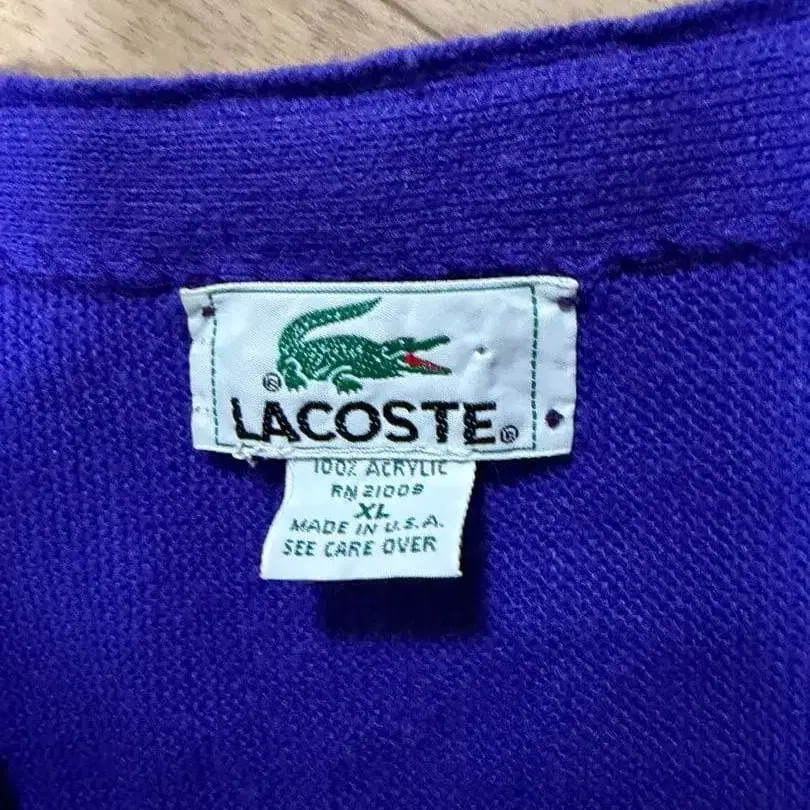 ® LACOSTE ®
100% ACRYLIC
RN 21009
XL
MADE IN U.S.A.
SEE CARE OVER